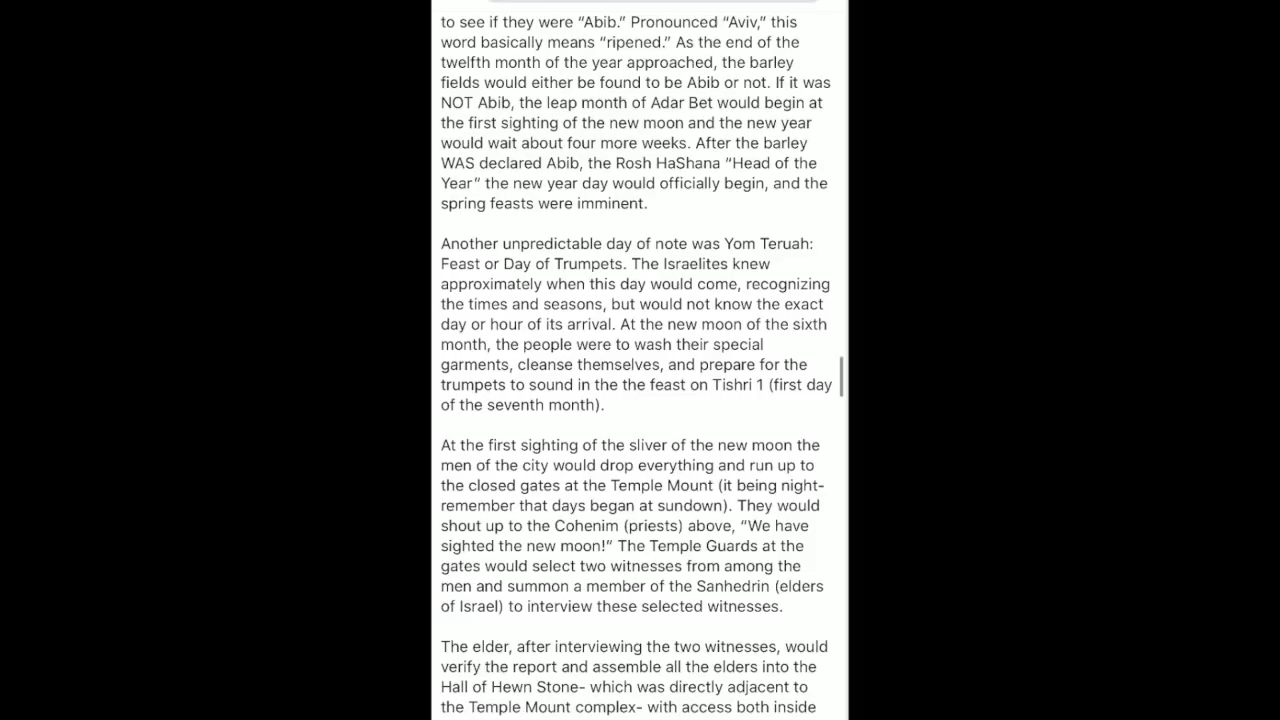 to see if they were “Abib.” Pronounced “Aviv,” this
word basically means “ripened.” As the end of the
twelfth month of the year approached, the barley
fields would either be found to be Abib or not. If it was
NOT Abib, the leap month of Adar Bet would begin at
the first sighting of the new moon and the new year
would wait about four more weeks. After the barley
WAS declared Abib, the Rosh HaShana “Head of the
Year” the new year day would officially begin, and the
spring feasts were imminent.
Another unpredictable day of note was Yom Teruah:
Feast or Day of Trumpets. The Israelites knew
approximately when this day would come, recognizing
the times and seasons, but would not know the exact
day or hour of its arrival. At the new moon of the sixth
month, the people were to wash their special
garments, cleanse themselves, and prepare for the
trumpets to sound in the the feast on Tishri 1 (first day
of the seventh month).
At the first sighting of the sliver of the new moon the
men of the city would drop everything and run up to
the closed gates at the Temple Mount (it being night-
remember that days began at sundown). They would
shout up to the Cohenim (priests) above, “We have
sighted the new moon!” The Temple Guards at the
gates would select two witnesses from among the
men and summon a member of the Sanhedrin (elders
of Israel) to interview these selected witnesses.
The elder, after interviewing the two witnesses, would
verify the report and assemble all the elders into the
Hall of Hewn Stone- which was directly adjacent to
the Temple Mount complex- with access both inside